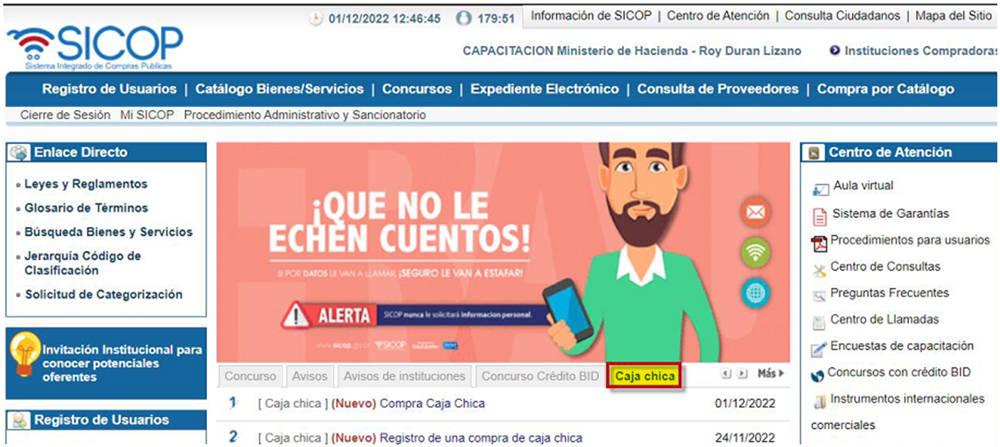 01/12/2022 12:46:45 179:51 Información de SICOP | Centro de Atención | Consulta Ciudadanos | Mapa del Sitio
SICOP
Sistema Integrado de Compras Publicas
CAPACITACION Ministerio de Hacienda - Roy Duran Lizano Instituciones Compradoras
Registro de Usuarios | Catálogo Bienes/Servicios | Concursos | Expediente Electrónico | Consulta de Proveedores | Compra por Catálogo
Cierre de Sesión Mi SICOP Procedimiento Administrativo y Sancionatorio
Enlace Directo
Leyes y Reglamentos
Glosario de Términos
Búsqueda Bienes y Servicios
Jerarquía Código de
Clasificación
Solicitud de Categorización
Invitación Institucional para
conocer potenciales
oferentes
Registro de Usuarios
¡QUE NO LE
ECHEN CUENTOS!
SI POR DATOS LE VAN A LLAMAR, ¡SEGURO LE VAN A ESTAFAR!
ALERTA SICOP nunca le solicitará informacion personal.
www.sicop.go.cr SICOP
Concurso Avisos Avisos de instituciones Concurso Crédito BID Caja chica Más
1 [ Caja chica ] (Nuevo) Compra Caja Chica 01/12/2022
2 [ Caja chica ] (Nuevo) Registro de una compra de caja chica 24/11/2022
Centro de Atención
Aula virtual
Sistema de Garantías
Procedimientos para usuarios
Centro de Consultas
Preguntas Frecuentes
Centro de Llamadas
Encuestas de capacitación
Concursos con crédito BID
Instrumentos internacionales
comerciales